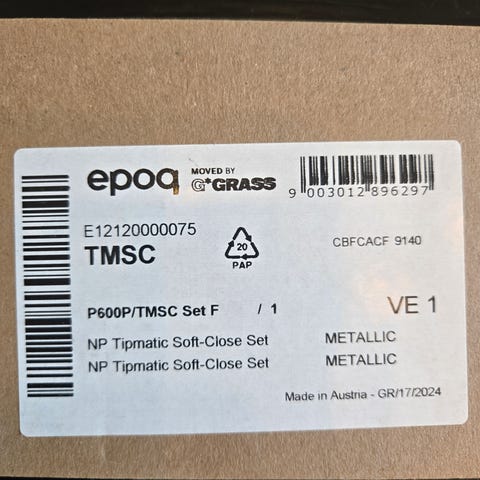 epoq MOVED BY
G*GRASS
9 003012 896297
E12120000075
TMSC
20
PAP
CBFCACF 9140
P600P/TMSC Set F / 1 VE 1
NP Tipmatic Soft-Close Set METALLIC
NP Tipmatic Soft-Close Set METALLIC
Made in Austria - GR/17/2024